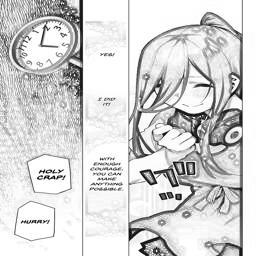 YES!
I DID
IT!
WITH
ENOUGH
COURAGE,
YOU CAN
MAKE
ANYTHING
POSSIBLE.
HOLY
CRAP!
HURRY!